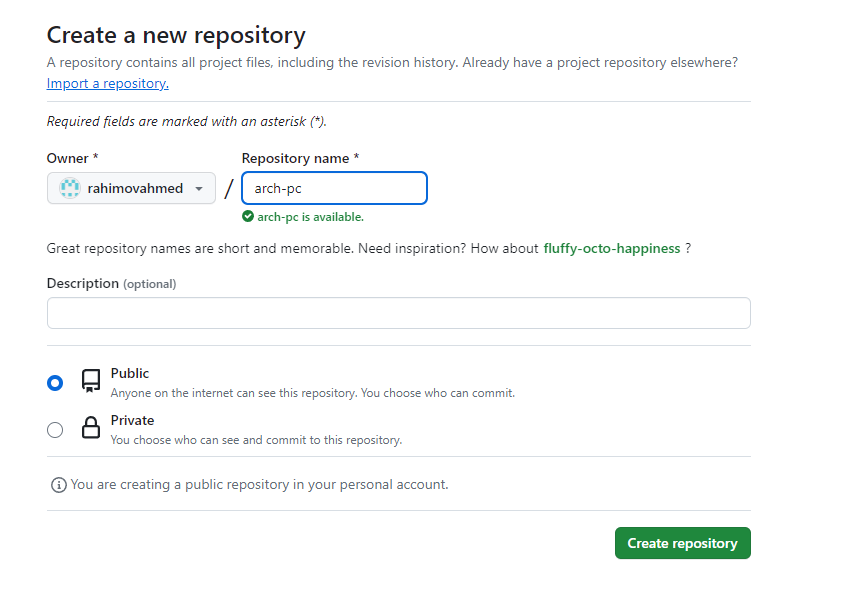 Create a new repository
A repository contains all project files, including the revision history. Already have a project repository elsewhere?
Import a repository.
Required fields are marked with an asterisk (*).
Owner *
Repository name *
rahimovahmed
/
arch-pc
arch-pc is available.
Great repository names are short and memorable. Need inspiration? How about fluffy-octo-happiness ?
Description (optional)
Public
Anyone on the internet can see this repository. You choose who can commit.
Private
You choose who can see and commit to this repository.
You are creating a public repository in your personal account.
Create repository